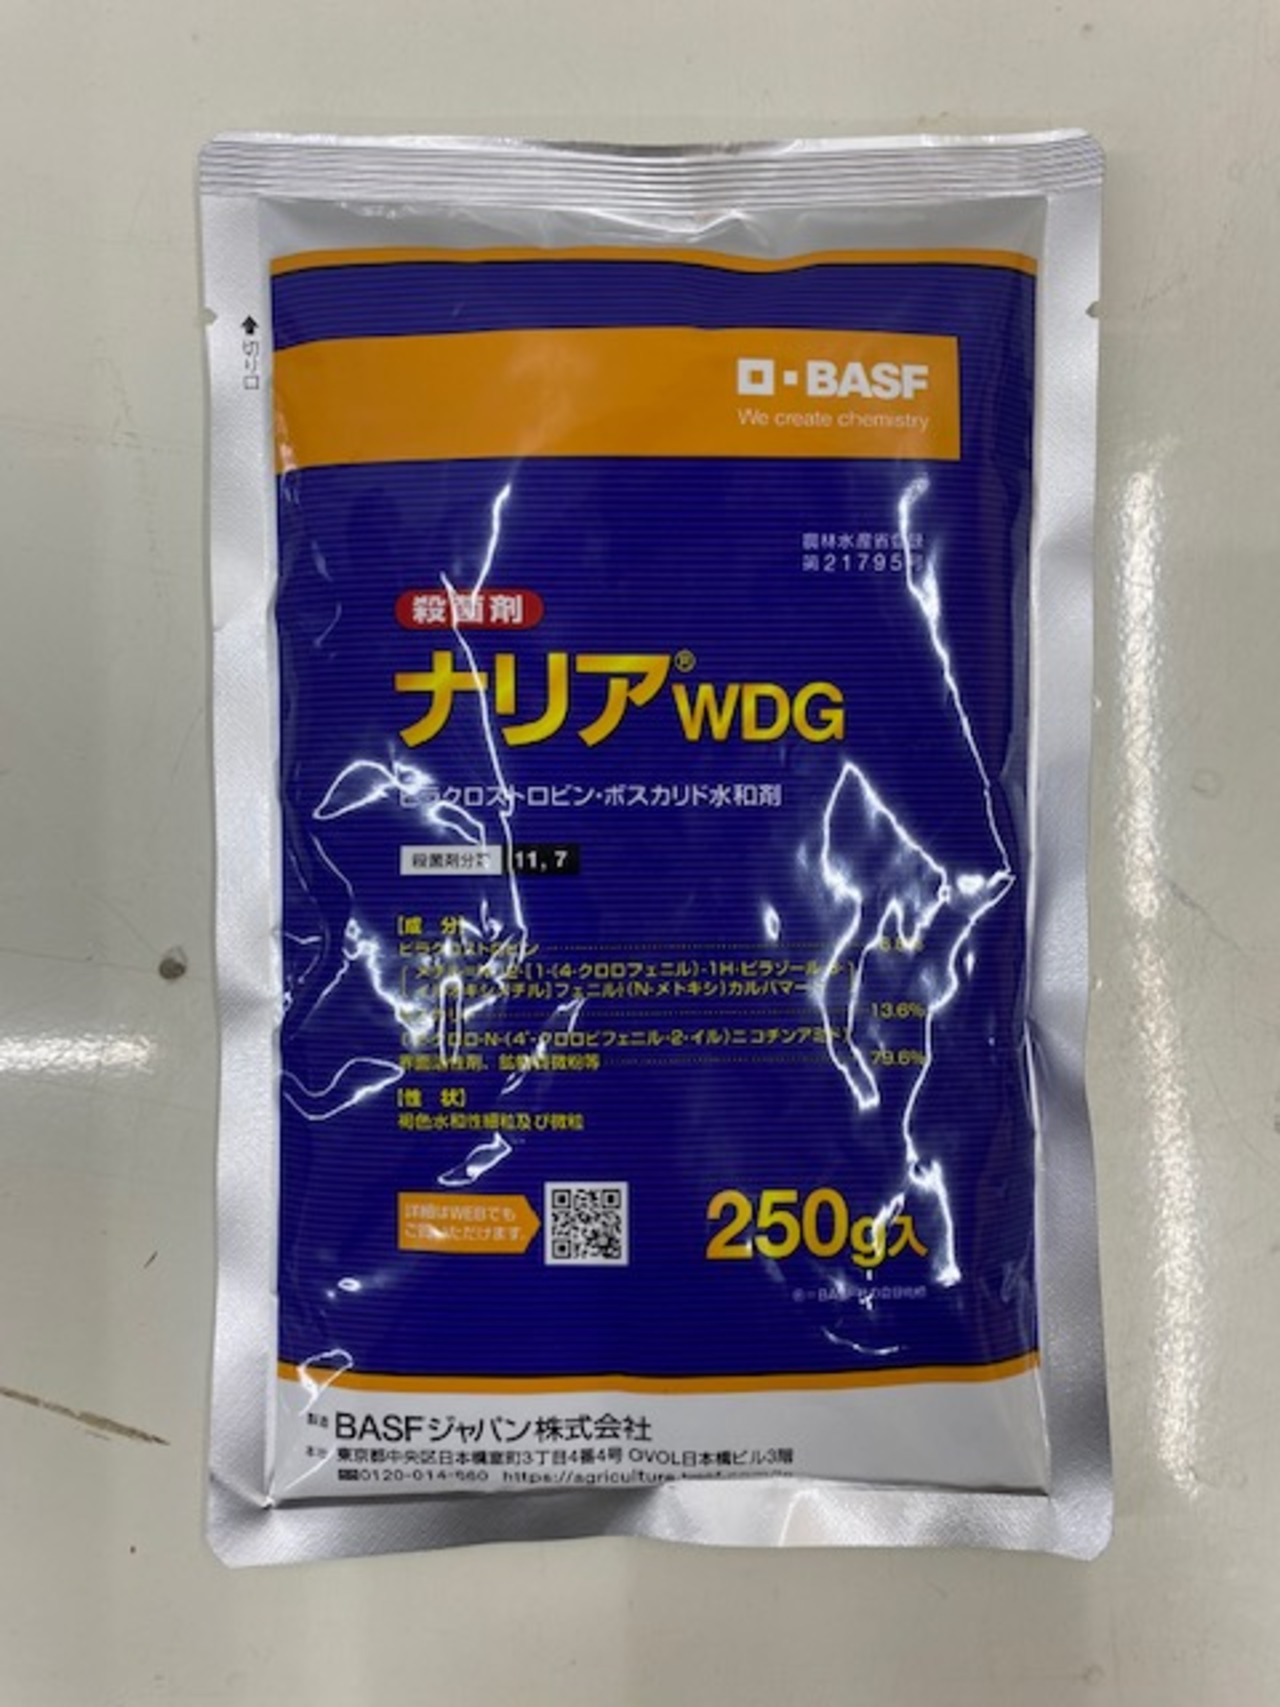 切り口
BASF
We create chemistry
農林水産省登録
第21795号
殺菌剤
ナリア®WDG
ピラクロストロビン・ボスカリド水和剤
殺菌剤分類 11, 7
【成 分】
ピラクロストロビン 6.8%
[メチル=N-{2-[1-(4-クロロフェニル)-1H-ピラゾール-3-
イルオキシメチル]フェニル}(N-メトキシ)カルバマート]
13.6%
クロロ-N-(4'-クロロビフェニル-2-イル)ニコチンアミド)
界面活性剤、鉱物質微粉等 79.6%
【性 状】
褐色水和性細粒及び微粒
詳細はWEBでも
ご覧いただけます。
250g入
製造 BASFジャパン株式会社
本社 東京都中央区日本橋室町3丁目4番4号 OVOL日本橋ビル3階
0120-014-660 https://agriculture.basf.com/jp